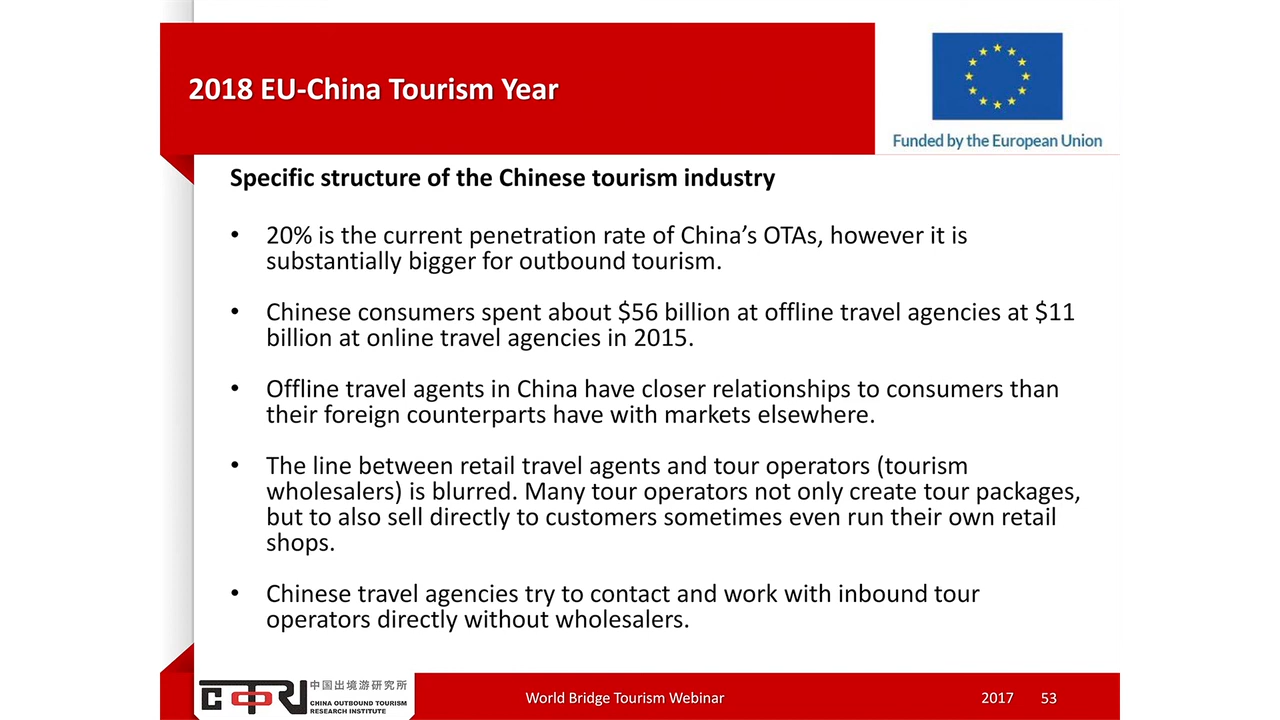 2018 EU-China Tourism Year
Funded by the European Union
Specific structure of the Chinese tourism industry
• 20% is the current penetration rate of China’s OTAs, however it is
substantially bigger for outbound tourism.
• Chinese consumers spent about $56 billion at offline travel agencies at $11
billion at online travel agencies in 2015.
• Offline travel agents in China have closer relationships to consumers than
their foreign counterparts have with markets elsewhere.
• The line between retail travel agents and tour operators (tourism
wholesalers) is blurred. Many tour operators not only create tour packages,
but to also sell directly to customers sometimes even run their own retail
shops.
• Chinese travel agencies try to contact and work with inbound tour
operators directly without wholesalers.
COTRI
中国出境游研究所
CHINA OUTBOUND TOURISM
RESEARCH INSTITUTE
World Bridge Tourism Webinar
2017 53